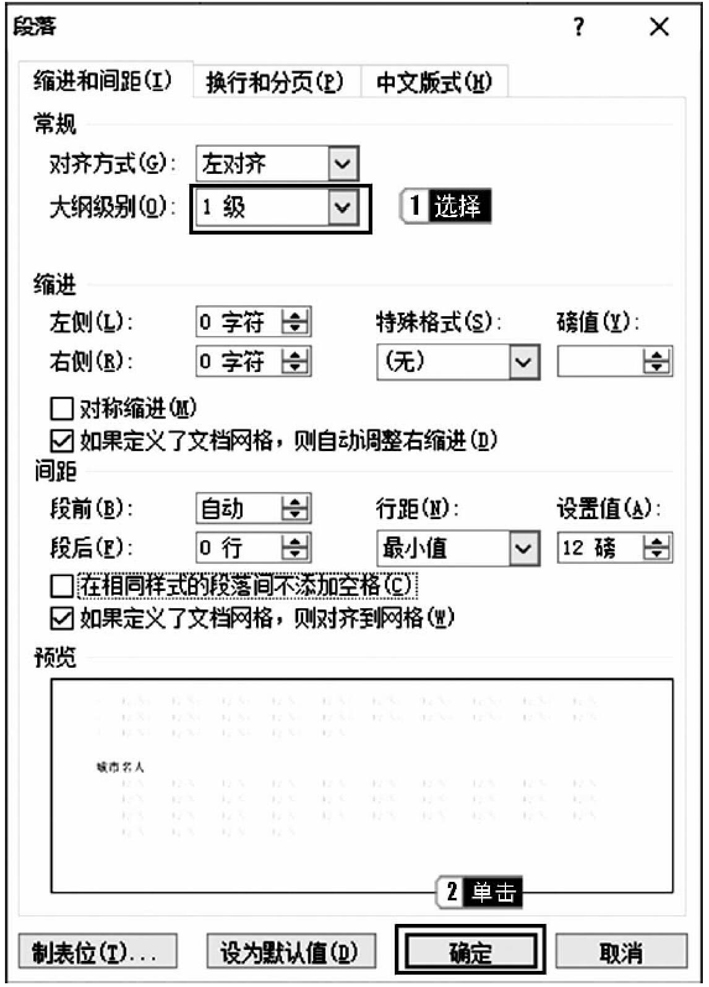 段落 ? ×
缩进和间距(I) 换行和分页(P) 中文版式(H)
常规
对齐方式(G): 左对齐
大纲级别(O): 1 级 1 选择
缩进
左侧(L): 0 字符 特殊格式(S): 磅值(Y):
右侧(R): 0 字符 (无)
对称缩进(M)
如果定义了文档网格，则自动调整右缩进(D)
间距
段前(B): 自动 行距(N): 设置值(A):
段后(F): 0 行 最小值 12 磅
在相同样式的段落间不添加空格(C)
如果定义了文档网格，则对齐到网格(W)
预览
城市名人
2 单击
制表位(T)... 设为默认值(D) 确定 取消